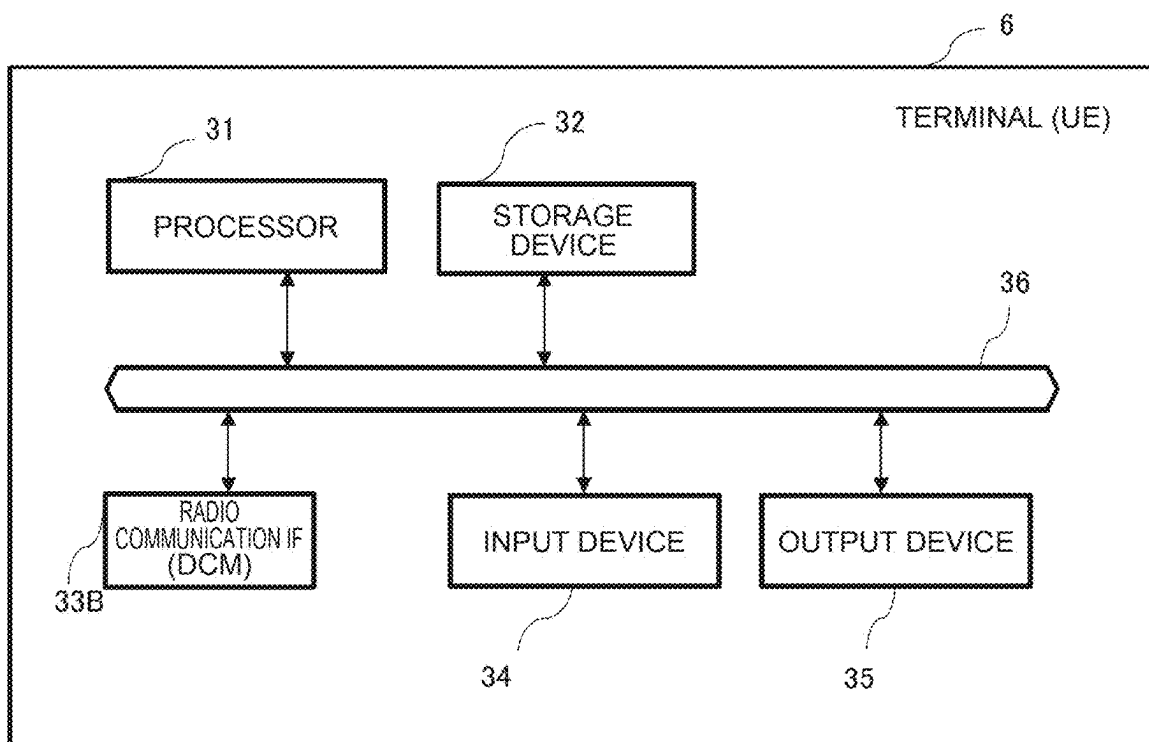 6
TERMINAL (UE)
31
32
PROCESSOR
STORAGE
DEVICE
36
RADIO
COMMUNICATION IF
(DCM)
INPUT DEVICE
OUTPUT DEVICE
33B
34
35